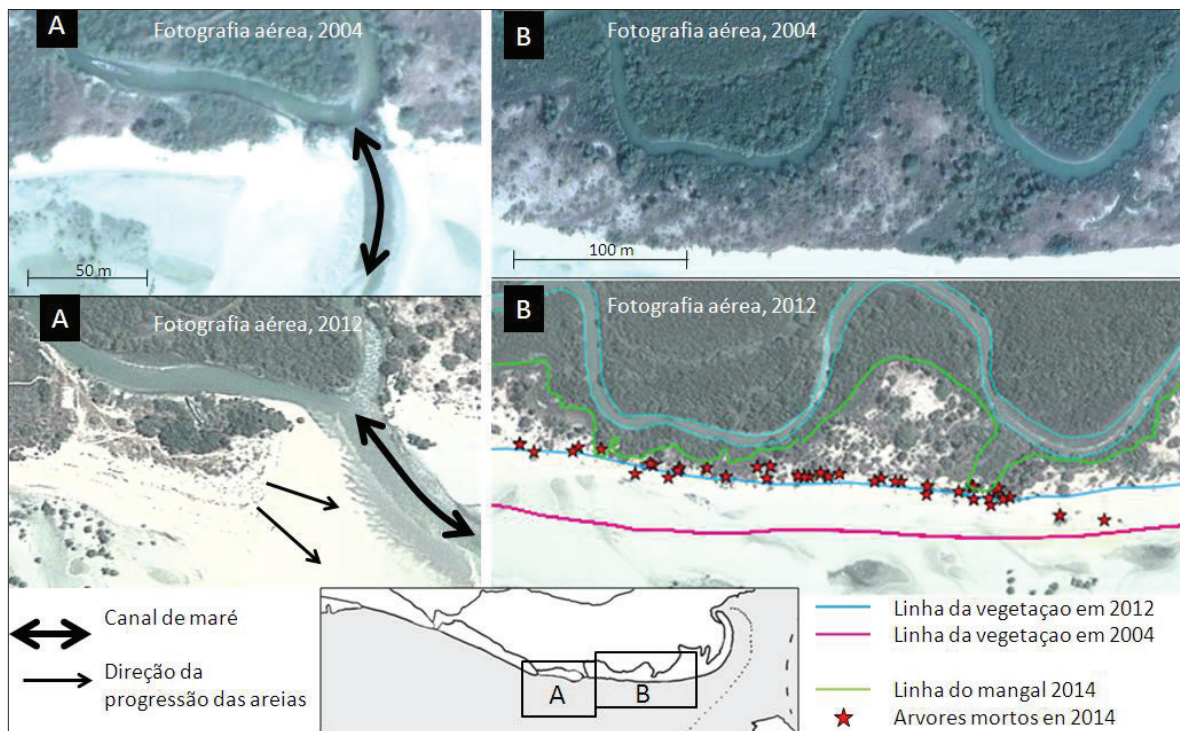 A
Fotografia aérea, 2004
50 m
B
Fotografia aérea, 2004
100 m
A
Fotografia aérea, 2012
B
Fotografia aérea, 2012
Canal de maré
Direção da
progressão das areias
A
B
Linha da vegetaçao em 2012
Linha da vegetaçao em 2004
Linha do mangal 2014
Arvores mortos en 2014